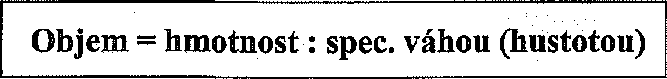 Objem = hmotnost : spec. váhou (hustotou)